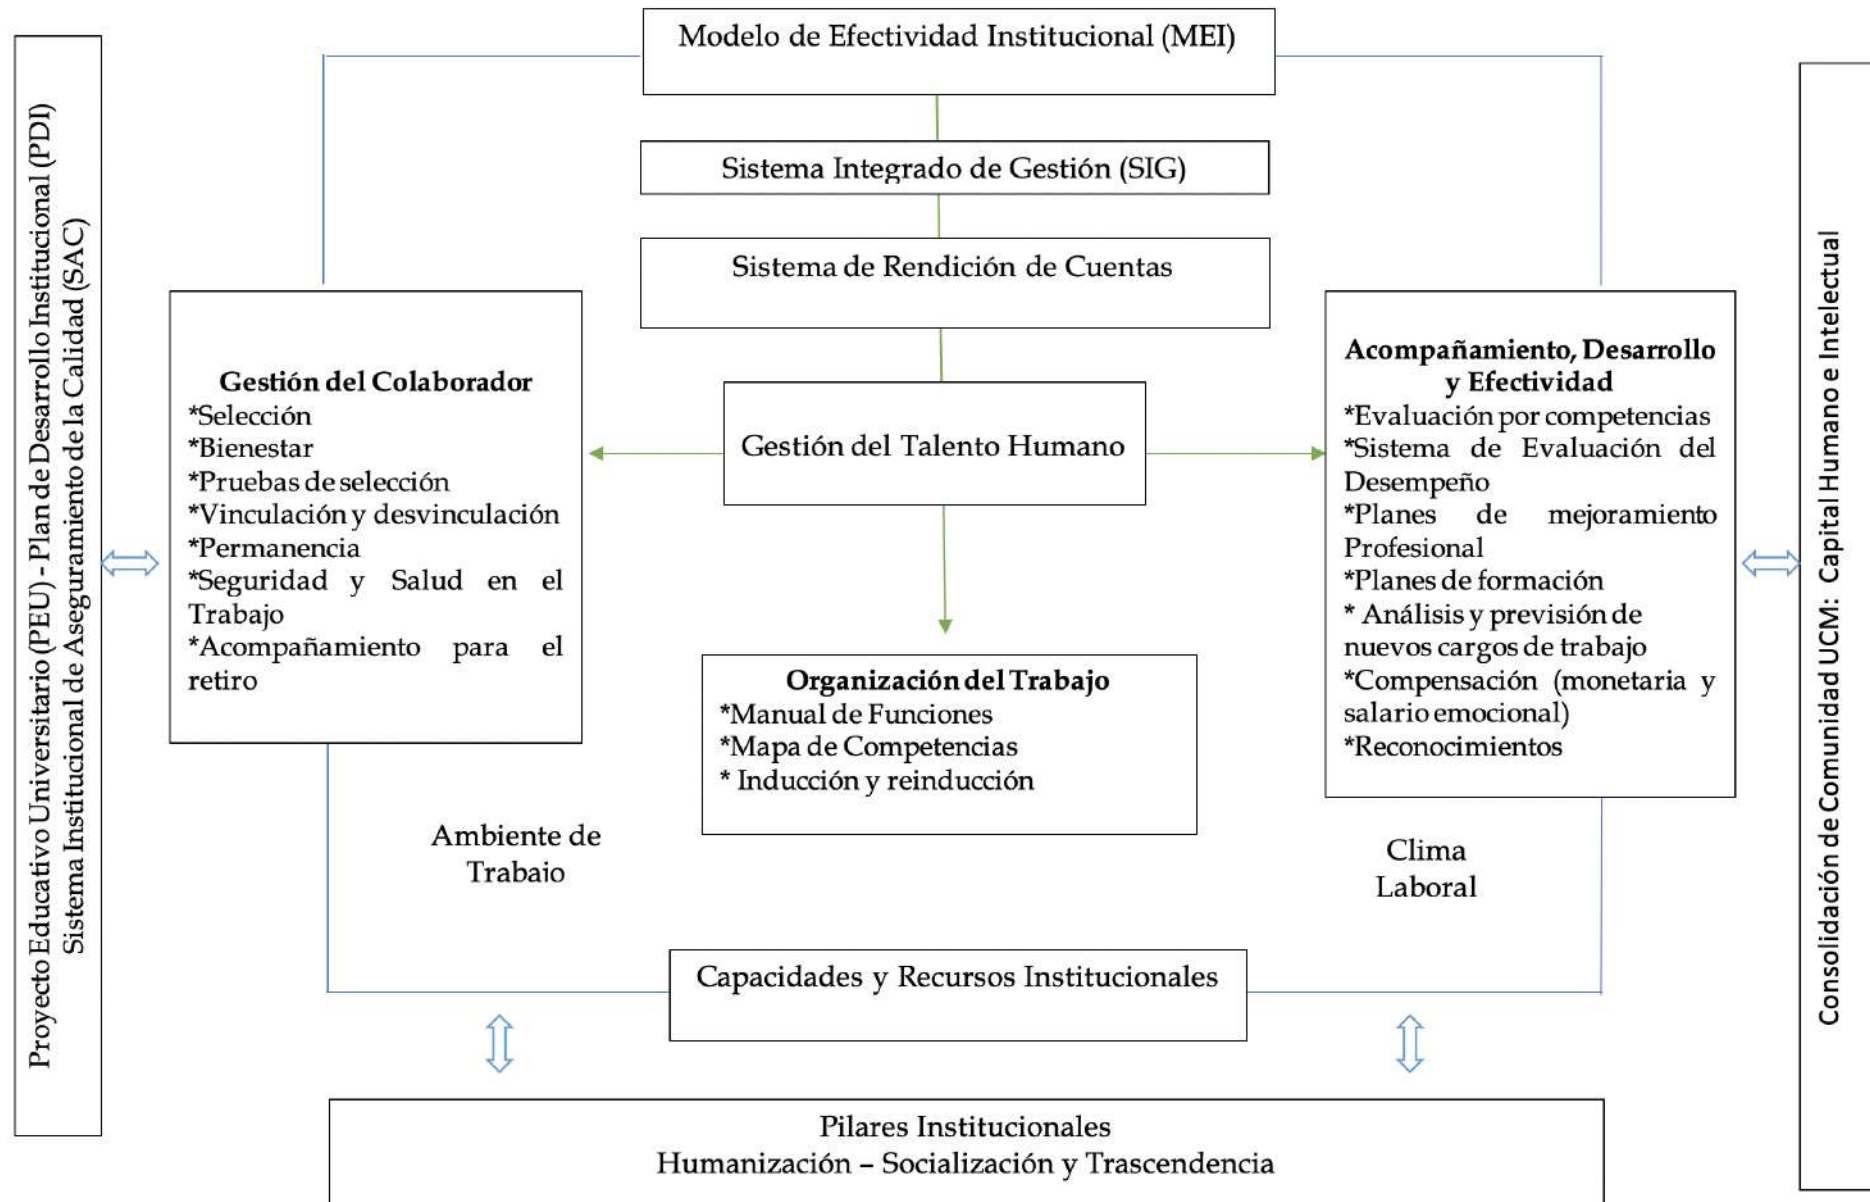 Modelo de Efectividad Institucional (MEI)
Sistema Integrado de Gestión (SIG)
Sistema de Rendición de Cuentas
Proyecto Educativo Universitario (PEU) - Plan de Desarrollo Institucional (PDI)
Sistema Institucional de Aseguramiento de la Calidad (SAC)
Gestión del Colaborador
*Selección
*Bienestar
*Pruebas de selección
*Vinculación y desvinculación
*Permanencia
*Seguridad y Salud en el
Trabajo
*Acompañamiento para el
retiro
Gestión del Talento Humano
Organización del Trabajo
*Manual de Funciones
*Mapa de Competencias
* Inducción y reinducción
Acompañamiento, Desarrollo
y Efectividad
*Evaluación por competencias
*Sistema de Evaluación del
Desempeño
*Planes de mejoramiento
Profesional
*Planes de formación
* Análisis y previsión de
nuevos cargos de trabajo
*Compensación (monetaria y
salario emocional)
*Reconocimientos
Consolidación de Comunidad UCM: Capital Humano e Intelectual
Ambiente de
Trabajo
Clima
Laboral
Capacidades y Recursos Institucionales
Pilares Institucionales
Humanización – Socialización y Trascendencia